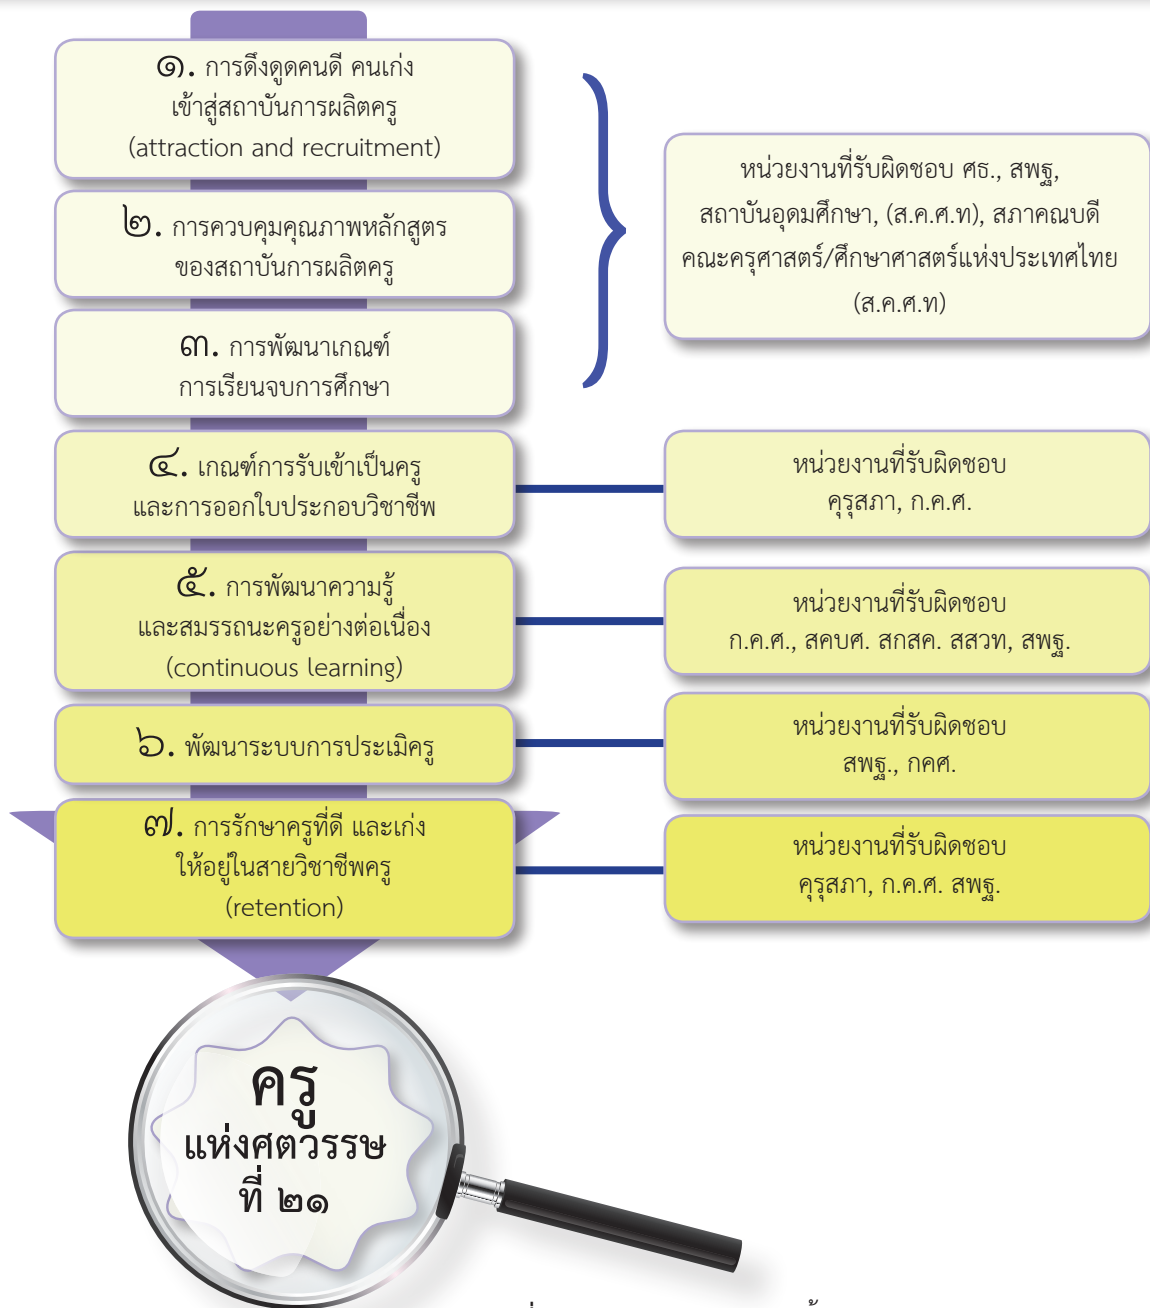 ๑. การดึงดูดคนดี คนเก่ง
เข้าสู่สถาบันการผลิตครู
(attraction and recruitment)
๒. การควบคุมคุณภาพหลักสูตร
ของสถาบันการผลิตครู
๓. การพัฒนาเกณฑ์
การเรียนจบการศึกษา
หน่วยงานที่รับผิดชอบ ศธ., สพฐ,
สถาบันอุดมศึกษา, (ส.ค.ศ.ท), สภาคณบดี
คณะครุศาสตร์/ศึกษาศาสตร์แห่งประเทศไทย
(ส.ค.ศ.ท)
๔. เกณฑ์การรับเข้าเป็นครู
และการออกใบประกอบวิชาชีพ
หน่วยงานที่รับผิดชอบ
คุรุสภา, ก.ค.ศ.
๕. การพัฒนาความรู้
และสมรรถนะครูอย่างต่อเนื่อง
(continuous learning)
หน่วยงานที่รับผิดชอบ
ก.ค.ศ., สคบศ. สกสค. สสวท, สพฐ.
๖. พัฒนาระบบการประเมิครู
หน่วยงานที่รับผิดชอบ
สพฐ., กคศ.
๗. การรักษาครูที่ดี และเก่ง
ให้อยู่ในสายวิชาชีพครู
(retention)
หน่วยงานที่รับผิดชอบ
คุรุสภา, ก.ค.ศ. สพฐ.
ครู
แห่งศตวรรษ
ที่ ๒๑